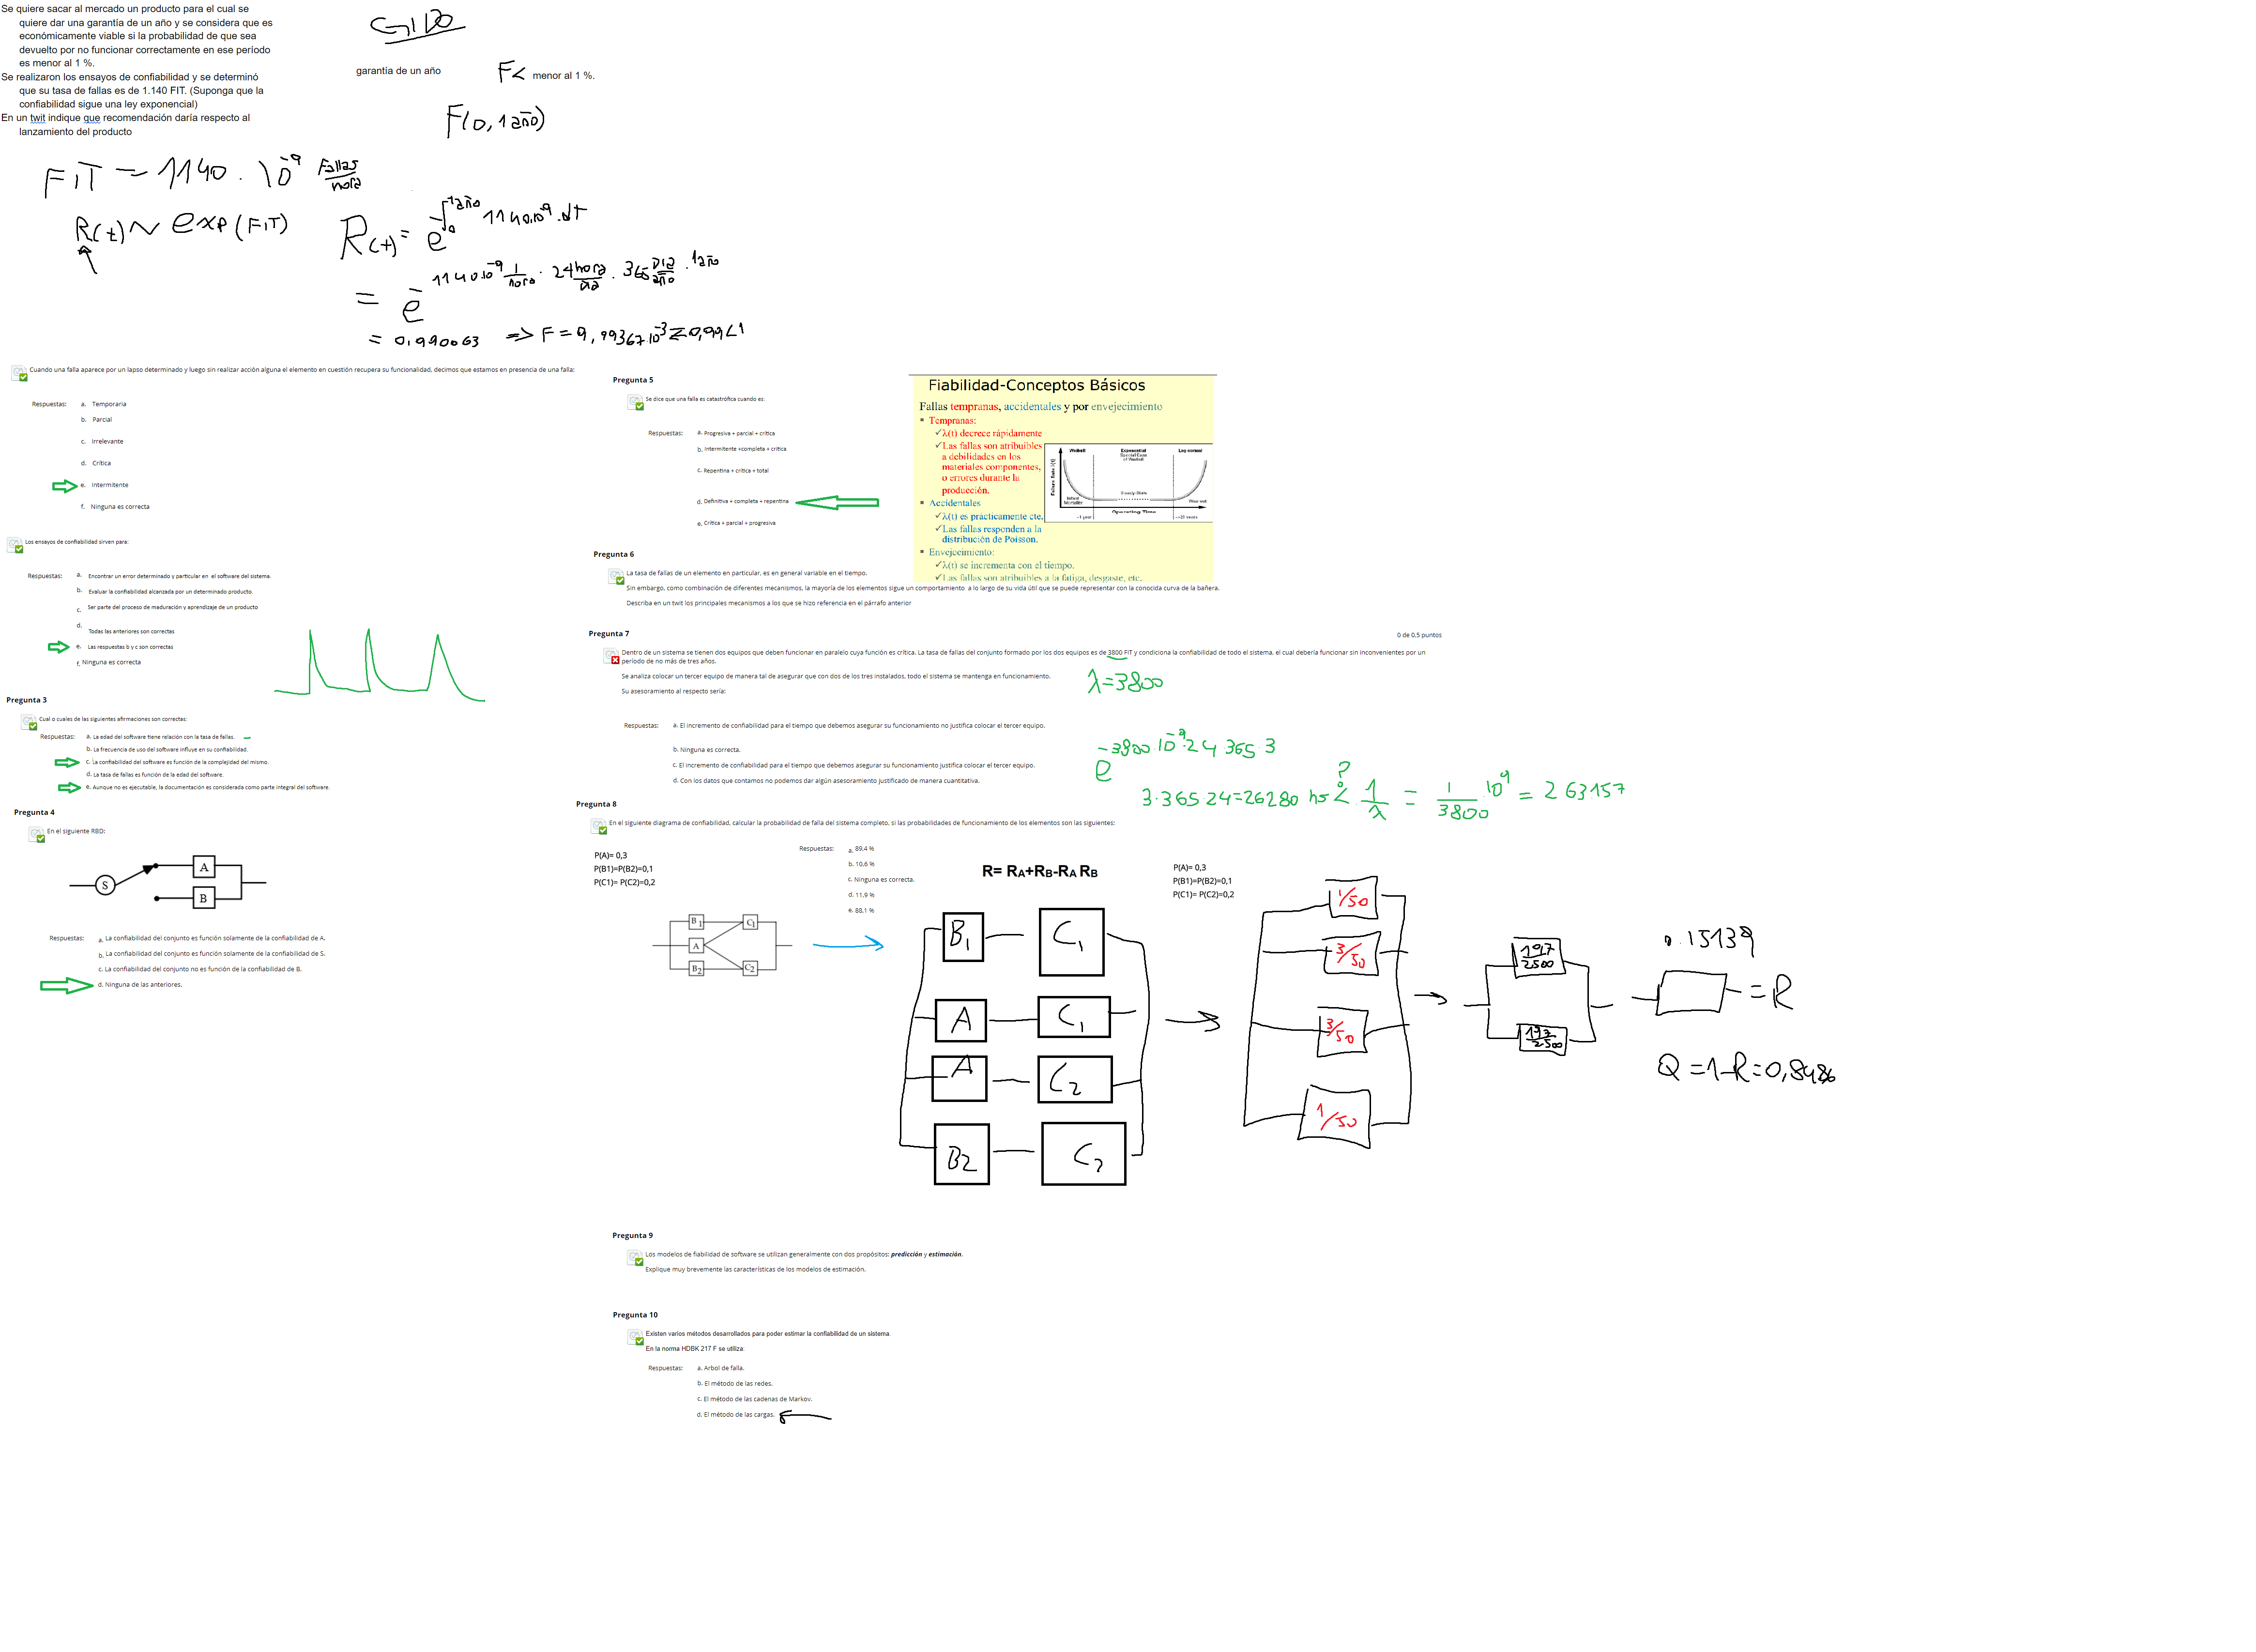 Se quiere sacar al mercado un producto para el cual se
quiere dar una garantía de un año y se considera que es
económicamente viable si la probabilidad de que sea
devuelto por no funcionar correctamente en ese período
es menor al 1 %.
Se realizaron los ensayos de confiabilidad y se determinó
que su tasa de fallas es de 1.140 FIT. (Suponga que la
confiabilidad sigue una ley exponencial)
En un twit indique que recomendación daría respecto al
lanzamiento del producto
garantía de un año
F< menor al 1 %.
F(0, 1 año)
FiT = 1140 . 10^-9 Fallas/hora
R(t) ~ exp(FiT)
R(t) = e^-∫0^1año 1140.10^-9 .dt
= e^-1140.10^-9 1/hora . 24 hora/dia . 365 Dia/año . 1año
= 0,990063 => F = 9,99367.10^-3 ≅ 0,99<1
Cuando una falla aparece por un lapso determinado y luego sin realizar acción alguna el elemento en cuestión recupera su funcionalidad, decimos que estamos en presencia de una falla:
Respuestas:
a. Temporaria
b. Parcial
c. Irrelevante
d. Crítica
e. Intermitente
f. Ninguna es correcta
Los ensayos de confiabilidad sirven para:
Respuestas:
a. Encontrar un error determinado y particular en el software del sistema.
b. Evaluar la confiabilidad alcanzada por un determinado producto.
c. Ser parte del proceso de maduración y aprendizaje de un producto
d. Todas las anteriores son correctas
e. Las respuestas b y c son correctas
f. Ninguna es correcta
Pregunta 3
Cual o cuales de las siguientes afirmaciones son correctas:
Respuestas:
a. La edad del software tiene relación con la tasa de fallas.
b. La frecuencia de uso del software influye en su confiabilidad.
c. La confiabilidad del software es función de la complejidad del mismo.
d. La tasa de fallas es función de la edad del software.
e. Aunque no es ejecutable, la documentación es considerada como parte integral del software.
Pregunta 4
En el siguiente RBD:
S
A
B
Respuestas:
a. La confiabilidad del conjunto es función solamente de la confiabilidad de A.
b. La confiabilidad del conjunto es función solamente de la confiabilidad de S.
c. La confiabilidad del conjunto no es función de la confiabilidad de B.
d. Ninguna de las anteriores.
Pregunta 5
Se dice que una falla es catastrófica cuando es:
Respuestas:
a. Progresiva + parcial + crítica
b. Intermitente +completa + crítica
c. Repentina + crítica + total
d. Definitiva + completa + repentina
e. Crítica + parcial + progresiva
Fiabilidad-Conceptos Básicos
Fallas tempranas, accidentales y por envejecimiento
Tempranas:
✓λ(t) decrece rápidamente
✓Las fallas son atribuibles
a debilidades en los
materiales componentes,
o errores durante la
producción.
Accidentales
✓λ(t) es prácticamente cte.
✓Las fallas responden a la
distribución de Poisson.
Envejecimiento:
✓λ(t) se incrementa con el tiempo.
✓Las fallas son atribuibles a la fatiga, desgaste, etc.
Weibull
Exponential
Log-normal
Infant
Mortality
Steady-State
Wear-out
Operating Time
Pregunta 6
La tasa de fallas de un elemento en particular, es en general variable en el tiempo.
Sin embargo, como combinación de diferentes mecanismos, la mayoría de los elementos sigue un comportamiento a lo largo de su vida útil que se puede representar con la conocida curva de la bañera.
Describa en un twit los principales mecanismos a los que se hizo referencia en el párrafo anterior
Pregunta 7
0 de 0,5 puntos
Dentro de un sistema se tienen dos equipos que deben funcionar en paralelo cuya función es crítica. La tasa de fallas del conjunto formado por los dos equipos es de 3800 FIT y condiciona la confiabilidad de todo el sistema, el cual debería funcionar sin inconvenientes por un
período de no más de tres años.
Se analiza colocar un tercer equipo de manera tal de asegurar que con dos de los tres instalados, todo el sistema se mantenga en funcionamiento.
Su asesoramiento al respecto sería:
λ=3800
Respuestas:
a. El incremento de confiabilidad para el tiempo que debemos asegurar su funcionamiento no justifica colocar el tercer equipo.
b. Ninguna es correcta.
c. El incremento de confiabilidad para el tiempo que debemos asegurar su funcionamiento justifica colocar el tercer equipo.
d. Con los datos que contamos no podemos dar algún asesoramiento justificado de manera cuantitativa.
e^-3800.10^-9.24.365.3
3.365 24=26280 hs <? 1/λ = 1/3800 .10^9 = 263157
Pregunta 8
En el siguiente diagrama de confiabilidad, calcular la probabilidad de falla del sistema completo, si las probabilidades de funcionamiento de los elementos son las siguientes:
P(A)= 0,3
P(B1)=P(B2)=0,1
P(C1)= P(C2)=0,2
Respuestas:
a. 89,4 %
b. 10,6 %
c. Ninguna es correcta.
d. 11,9 %
e. 88,1 %
R= RA+RB-RA RB
P(A)= 0,3
P(B1)=P(B2)=0,1
P(C1)= P(C2)=0,2
B1
C1
A
B2
C2
B1 C1
A C1
A C2
B2 C2
1/50
3/50
3/50
1/50
197/2500
197/2500
0.15139
= R
Q = 1-R = 0,8486
Pregunta 9
Los modelos de fiabilidad de software se utilizan generalmente con dos propósitos: predicción y estimación.
Explique muy brevemente las características de los modelos de estimación.
Pregunta 10
Existen varios métodos desarrollados para poder estimar la confiabilidad de un sistema.
En la norma HDBK 217 F se utiliza:
Respuestas:
a. Arbol de falla.
b. El método de las redes.
c. El método de las cadenas de Markov.
d. El método de las cargas.